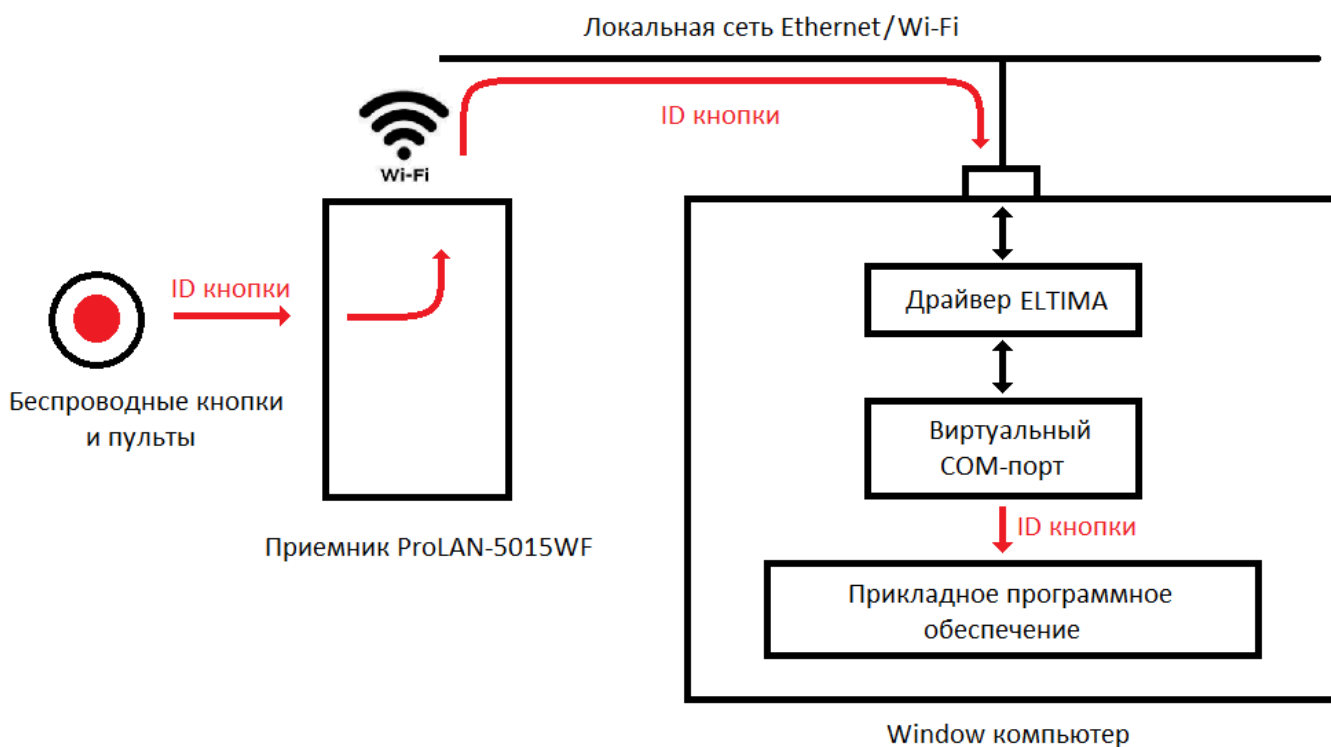 Локальная сеть Ethernet/Wi-Fi
ID кнопки
Wi-Fi
ID кнопки
Беспроводные кнопки
и пульты
Приемник ProLAN-5015WF
Драйвер ELTIMA
Виртуальный
COM-порт
ID кнопки
Прикладное программное
обеспечение
Window компьютер